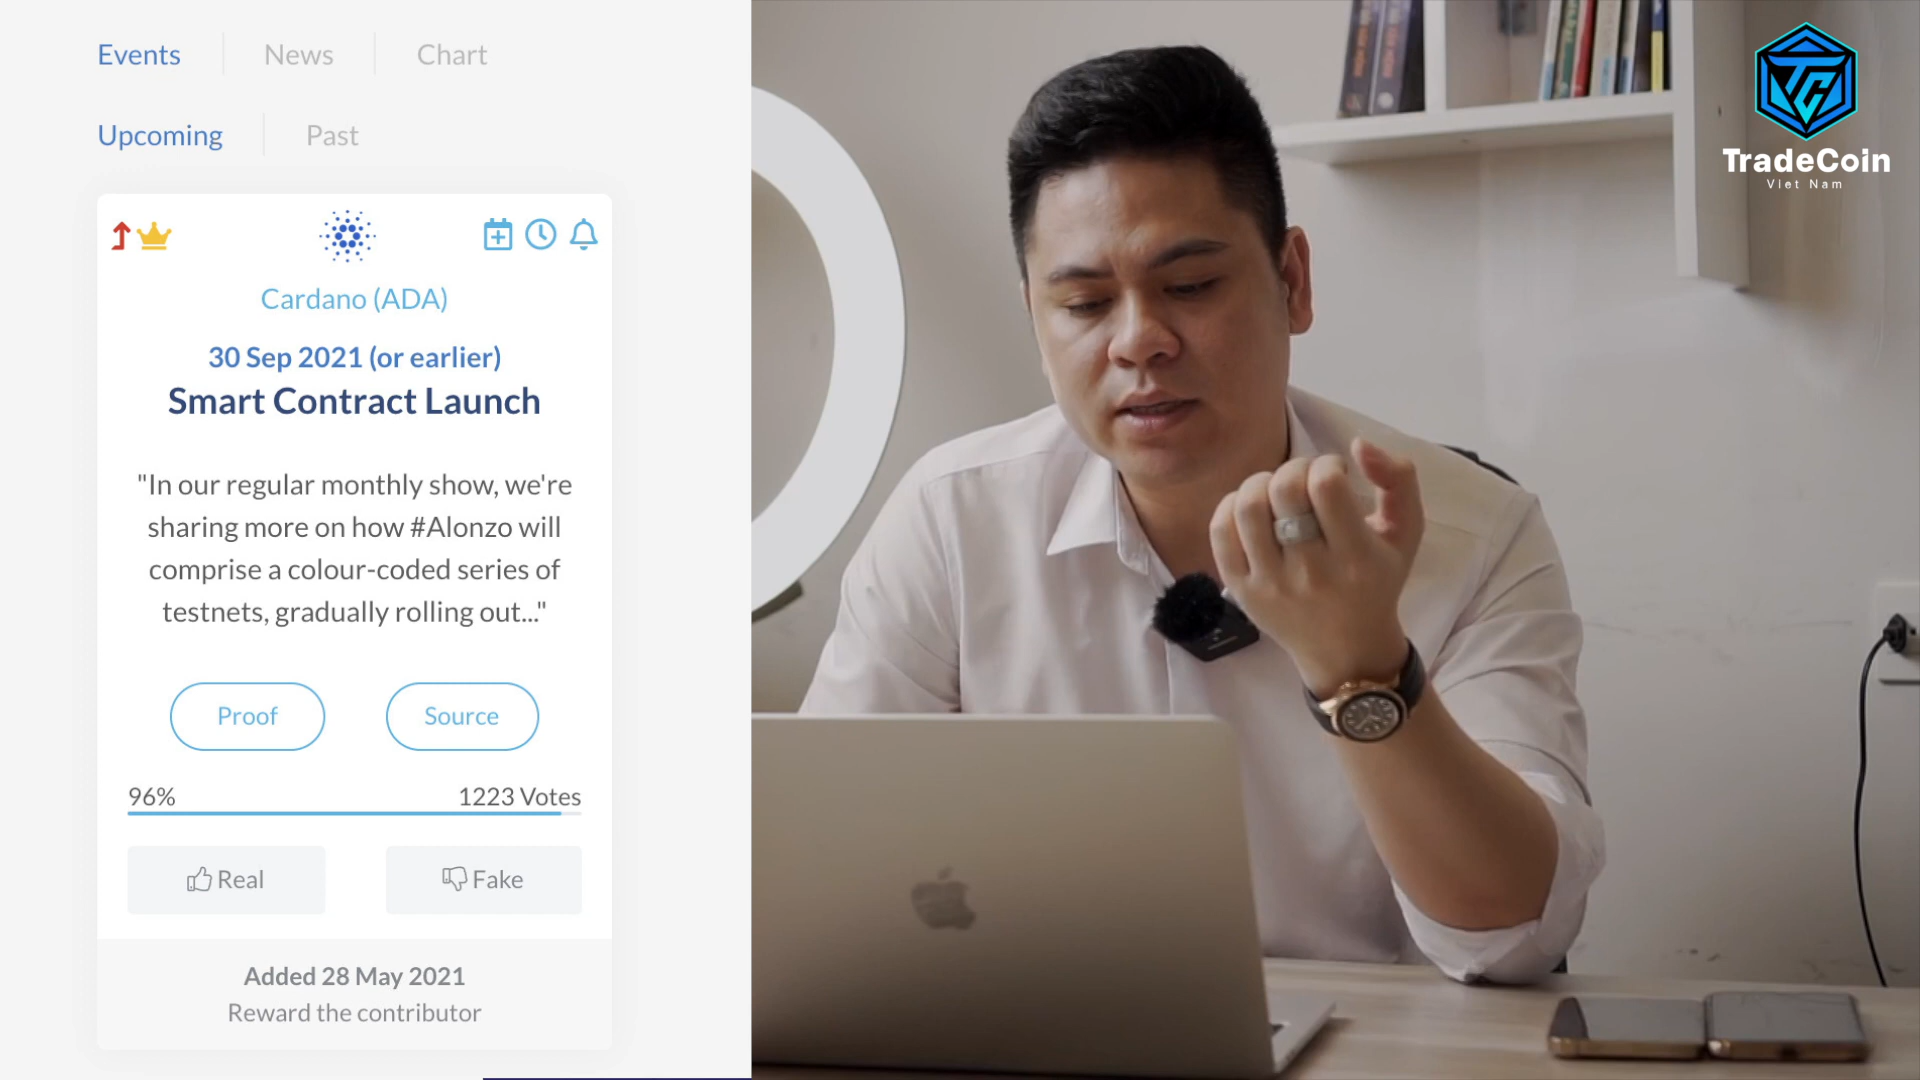 Events
News
Chart
Upcoming
Past
Cardano (ADA)
30 Sep 2021 (or earlier)
Smart Contract Launch
"In our regular monthly show, we're
sharing more on how #Alonzo will
comprise a colour-coded series of
testnets, gradually rolling out..."
Proof
Source
96%
1223 Votes
Real
Fake
Added 28 May 2021
Reward the contributor
TradeCoin
Viet Nam